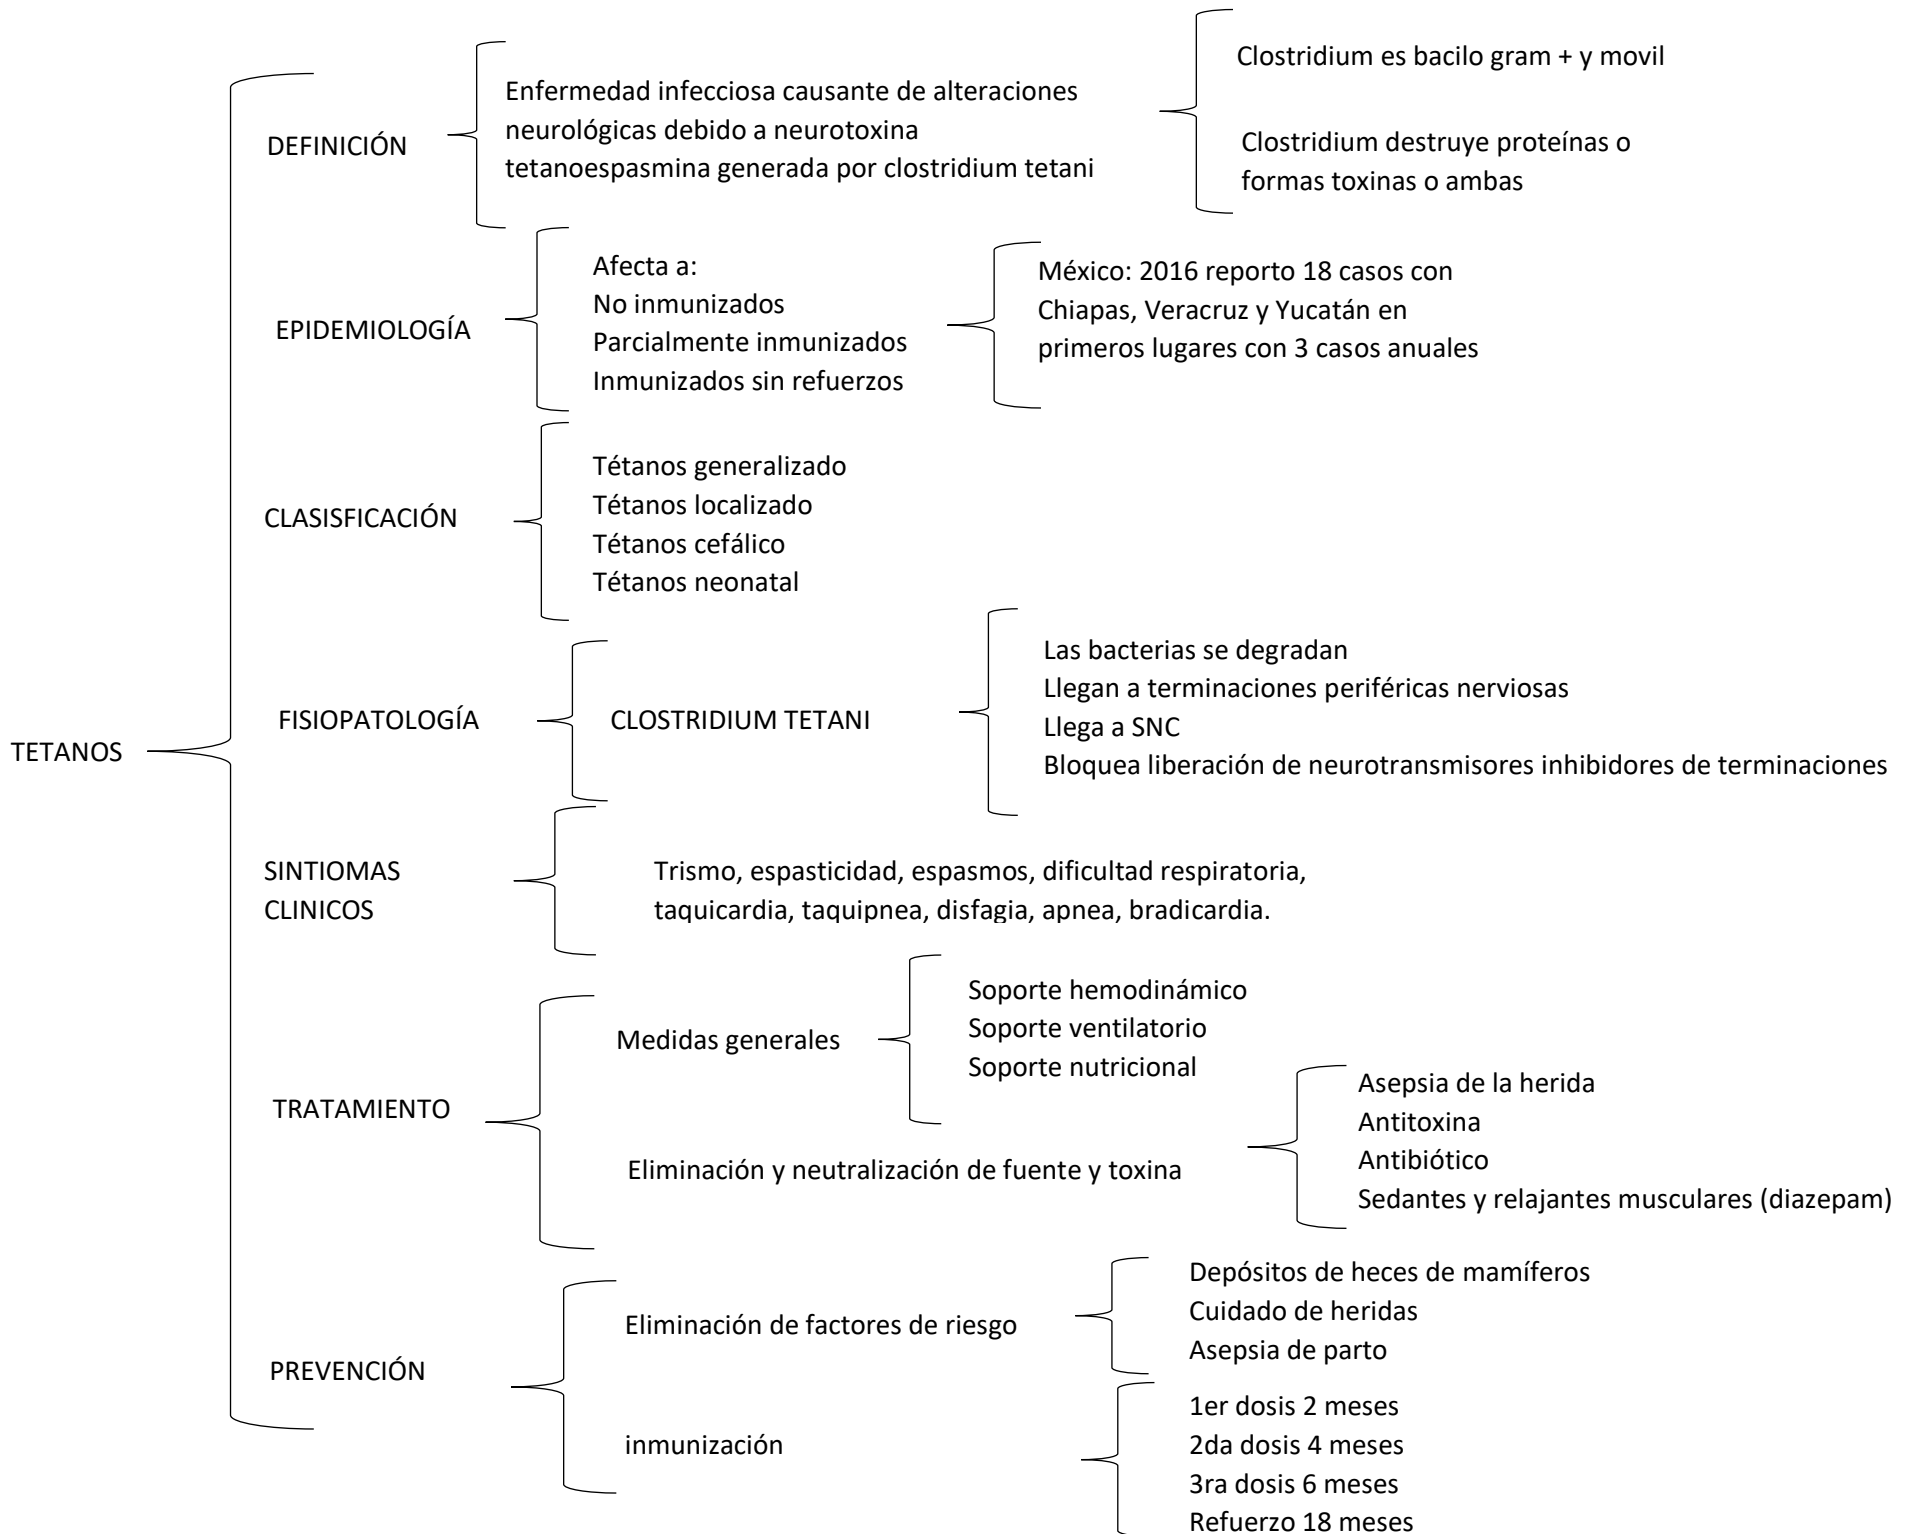 TETANOS
DEFINICIÓN
Enfermedad infecciosa causante de alteraciones
neurológicas debido a neurotoxina
tetanoespasmina generada por clostridium tetani
Clostridium es bacilo gram + y movil
Clostridium destruye proteínas o
formas toxinas o ambas
EPIDEMIOLOGÍA
Afecta a:
No inmunizados
Parcialmente inmunizados
Inmunizados sin refuerzos
México: 2016 reporto 18 casos con
Chiapas, Veracruz y Yucatán en
primeros lugares con 3 casos anuales
CLASISFICACIÓN
Tétanos generalizado
Tétanos localizado
Tétanos cefálico
Tétanos neonatal
FISIOPATOLOGÍA
CLOSTRIDIUM TETANI
Las bacterias se degradan
Llegan a terminaciones periféricas nerviosas
Llega a SNC
Bloquea liberación de neurotransmisores inhibidores de terminaciones
SINTIOMAS
CLINICOS
Trismo, espasticidad, espasmos, dificultad respiratoria,
taquicardia, taquipnea, disfagia, apnea, bradicardia.
TRATAMIENTO
Medidas generales
Soporte hemodinámico
Soporte ventilatorio
Soporte nutricional
Eliminación y neutralización de fuente y toxina
Asepsia de la herida
Antitoxina
Antibiótico
Sedantes y relajantes musculares (diazepam)
PREVENCIÓN
Eliminación de factores de riesgo
Depósitos de heces de mamíferos
Cuidado de heridas
Asepsia de parto
inmunización
1er dosis 2 meses
2da dosis 4 meses
3ra dosis 6 meses
Refuerzo 18 meses